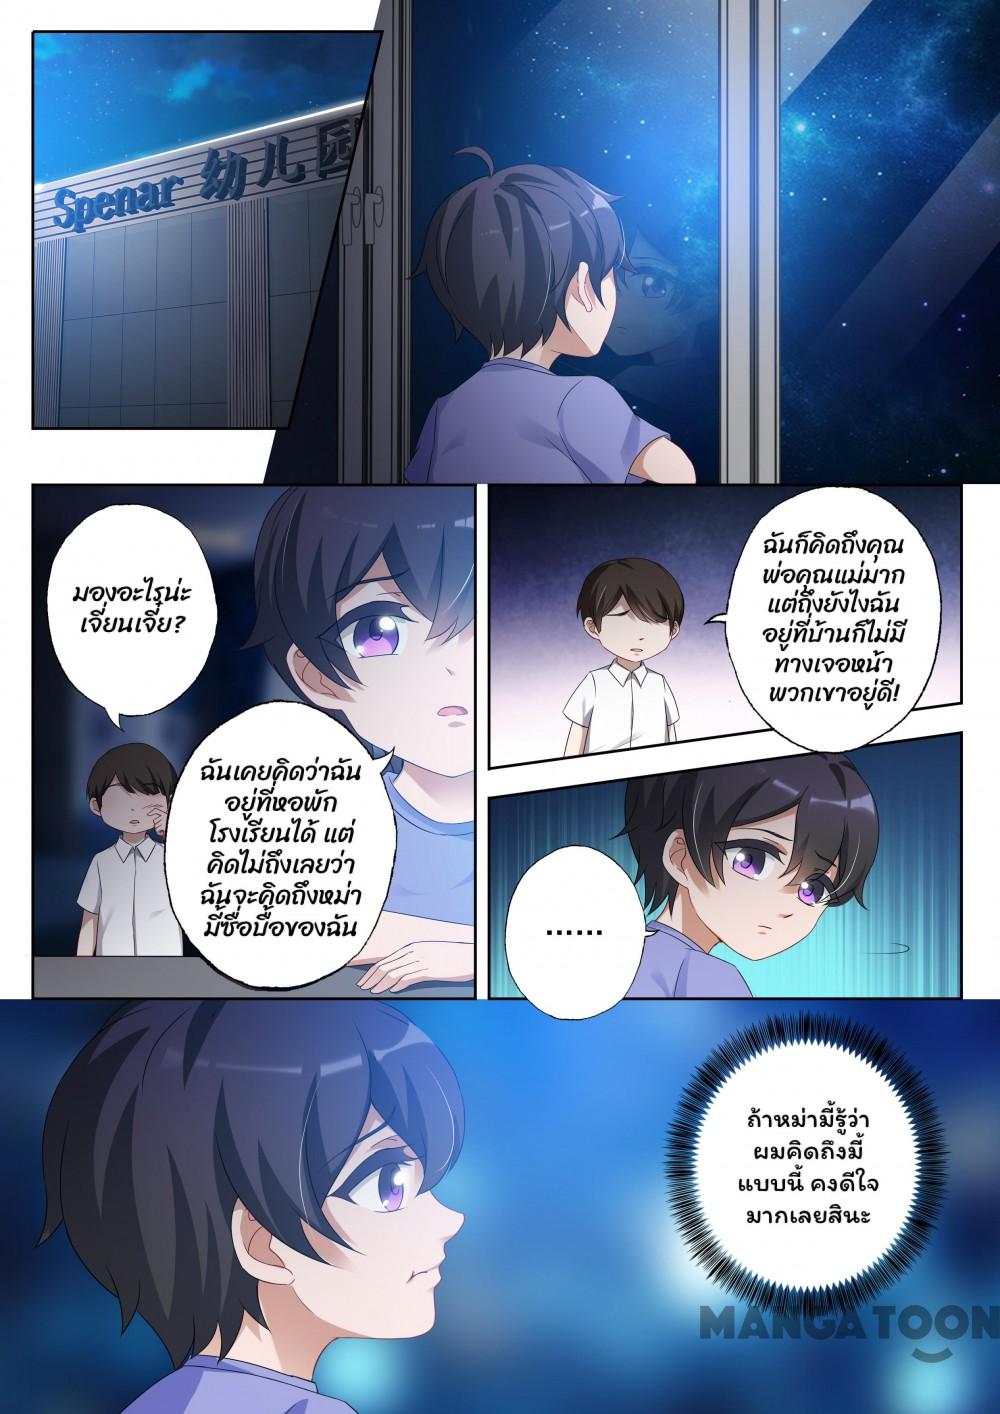 Spenar 幼儿园
มองอะไรน่ะ
เจี่ยนเจี๋ย?
ฉันเคยคิดว่าฉัน
อยู่ที่หอพัก
โรงเรียนได้ แต่
คิดไม่ถึงเลยว่า
ฉันจะคิดถึงหม่า
มี้ซื่อบื้อของฉัน
ฉันก็คิดถึงคุณ
พ่อคุณแม่มาก
แต่ถึงยังไงฉัน
อยู่ที่บ้านก็ไม่มี
ทางเจอหน้า
พวกเขาอยู่ดี!
......
ถ้าหม่ามี้รู้ว่า
ผมคิดถึงมี้
แบบนี้ คงดีใจ
มากเลยสินะ
MANGATOON